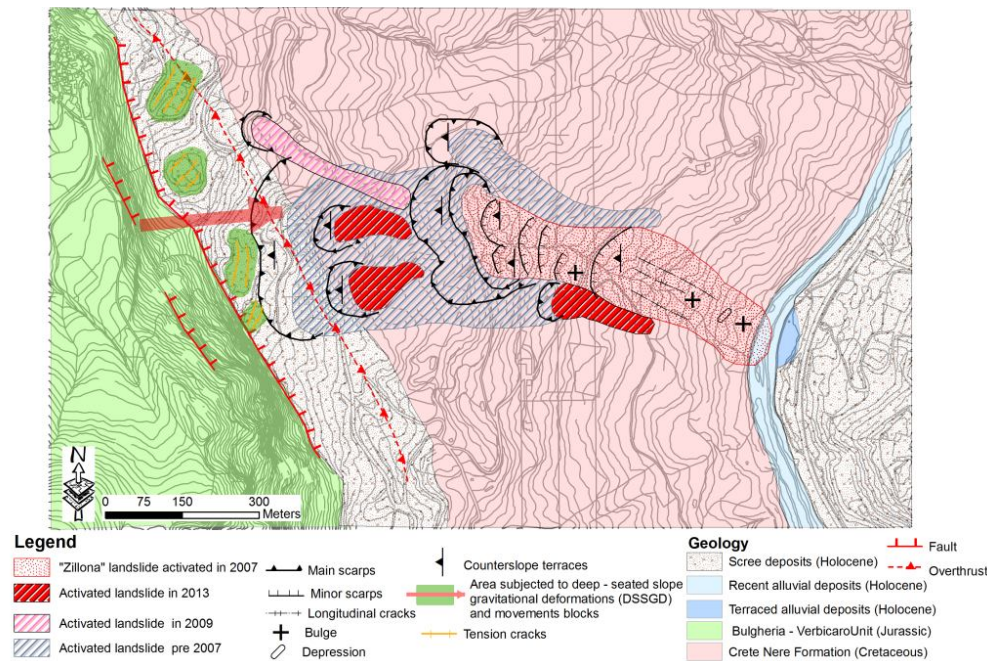 N
0 75 150 300
Meters
Legend
"Zillona" landslide activated in 2007
Activated landslide in 2013
Activated landslide in 2009
Activated landslide pre 2007
Main scarps
Minor scarps
Longitudinal cracks
Bulge
Depression
Counterslope terraces
Area subjected to deep - seated slope
gravitational deformations (DSSGD)
and movements blocks
Tension cracks
Geology
Scree deposits (Holocene)
Recent alluvial deposits (Holocene)
Terraced alluvial deposits (Holocene)
Bulgheria - VerbicaroUnit (Jurassic)
Crete Nere Formation (Cretaceous)
Fault
Overthrust